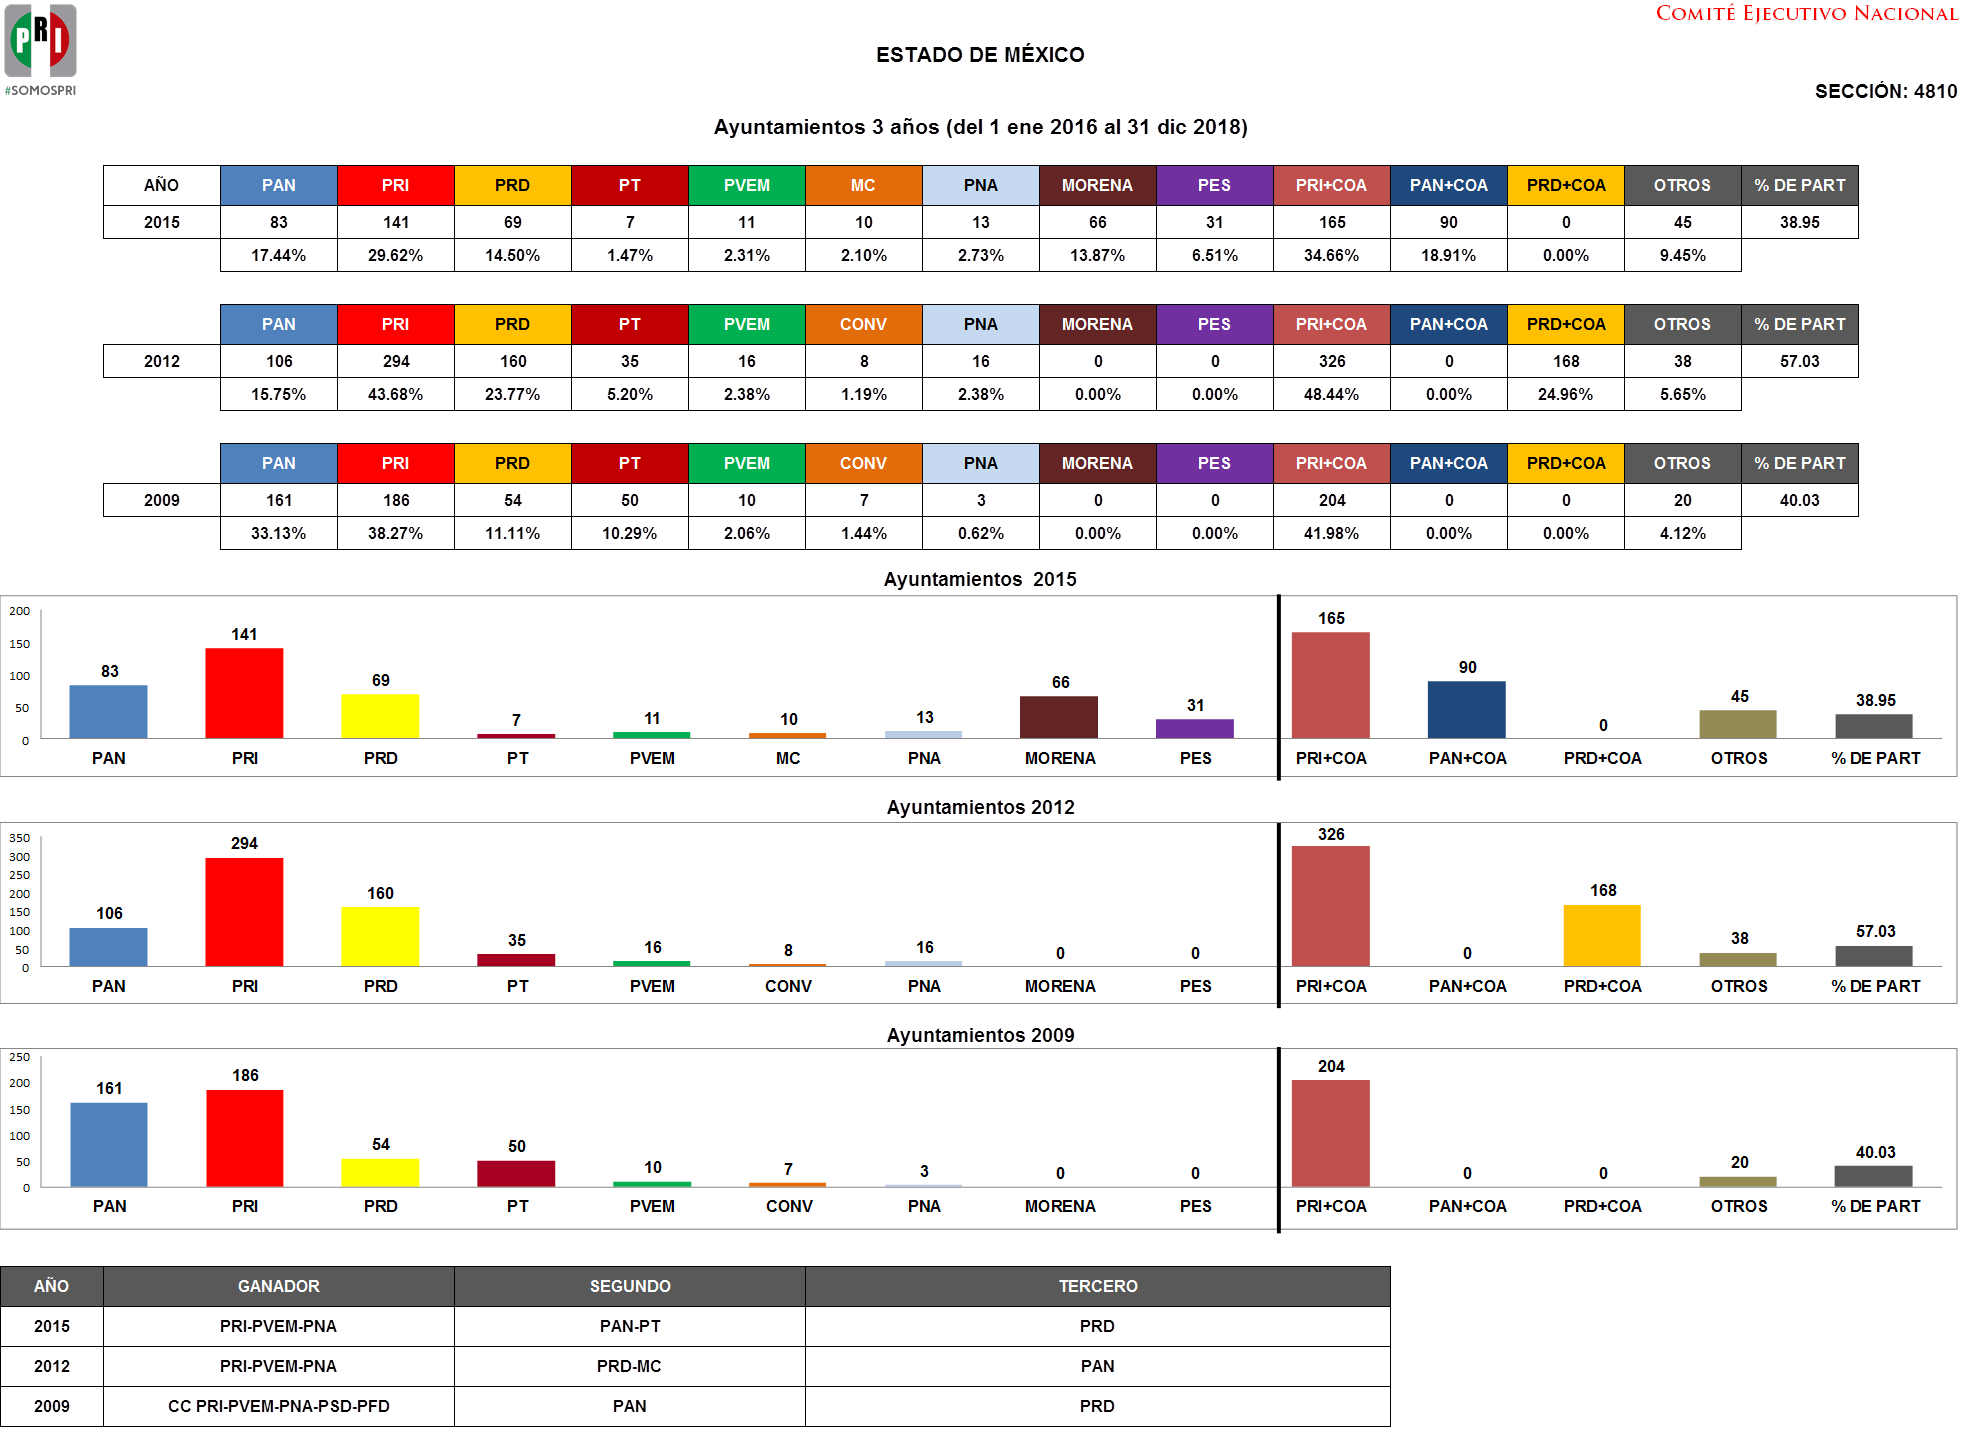 PRI
#SOMOSPRI
COMITÉ EJECUTIVO NACIONAL
ESTADO DE MÉXICO
SECCIÓN: 4810
Ayuntamientos 3 años (del 1 ene 2016 al 31 dic 2018)
AÑO PAN PRI PRD PT PVEM MC PNA MORENA PES PRI+COA PAN+COA PRD+COA OTROS % DE PART
2015 83 141 69 7 11 10 13 66 31 165 90 0 45 38.95
17.44% 29.62% 14.50% 1.47% 2.31% 2.10% 2.73% 13.87% 6.51% 34.66% 18.91% 0.00% 9.45%
PAN PRI PRD PT PVEM CONV PNA MORENA PES PRI+COA PAN+COA PRD+COA OTROS % DE PART
2012 106 294 160 35 16 8 16 0 0 326 0 168 38 57.03
15.75% 43.68% 23.77% 5.20% 2.38% 1.19% 2.38% 0.00% 0.00% 48.44% 0.00% 24.96% 5.65%
PAN PRI PRD PT PVEM CONV PNA MORENA PES PRI+COA PAN+COA PRD+COA OTROS % DE PART
2009 161 186 54 50 10 7 3 0 0 204 0 0 20 40.03
33.13% 38.27% 11.11% 10.29% 2.06% 1.44% 0.62% 0.00% 0.00% 41.98% 0.00% 0.00% 4.12%
Ayuntamientos 2015
200
150
100
50
0
83 141 69 7 11 10 13 66 31 165 90 0 45 38.95
PAN PRI PRD PT PVEM MC PNA MORENA PES PRI+COA PAN+COA PRD+COA OTROS % DE PART
Ayuntamientos 2012
350
300
250
200
150
100
50
0
106 294 160 35 16 8 16 0 0 326 0 168 38 57.03
PAN PRI PRD PT PVEM CONV PNA MORENA PES PRI+COA PAN+COA PRD+COA OTROS % DE PART
Ayuntamientos 2009
250
200
150
100
50
0
161 186 54 50 10 7 3 0 0 204 0 0 20 40.03
PAN PRI PRD PT PVEM CONV PNA MORENA PES PRI+COA PAN+COA PRD+COA OTROS % DE PART
AÑO GANADOR SEGUNDO TERCERO
2015 PRI-PVEM-PNA PAN-PT PRD
2012 PRI-PVEM-PNA PRD-MC PAN
2009 CC PRI-PVEM-PNA-PSD-PFD PAN PRD